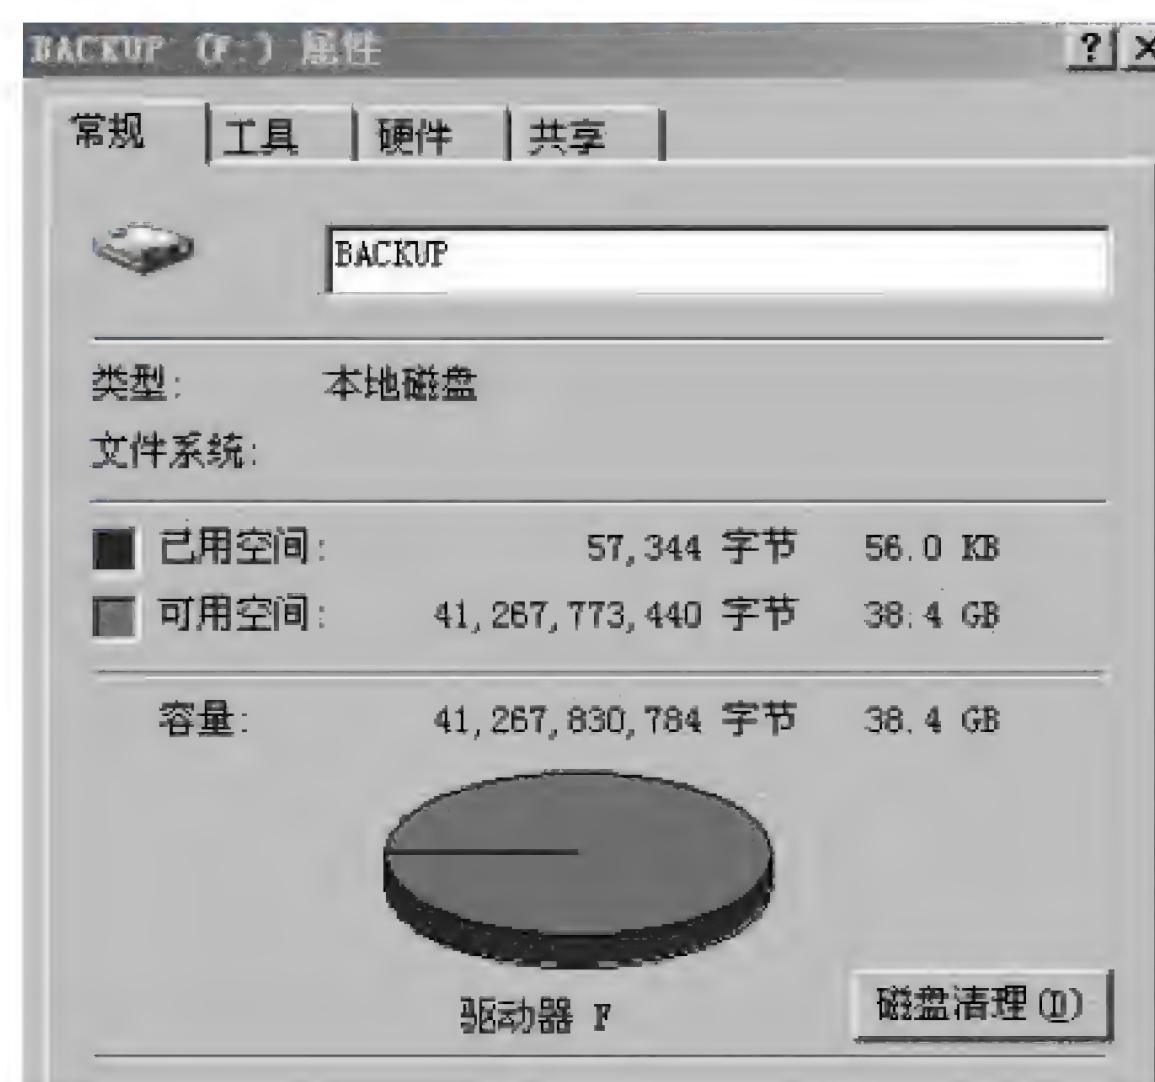 BACKUP (F:) 属性
常规 工具 硬件 共享
BACKUP
类型: 本地磁盘
文件系统:
已用空间: 57,344 字节 56.0 KB
可用空间: 41,267,773,440 字节 38.4 GB
容量: 41,267,830,784 字节 38.4 GB
驱动器 F
磁盘清理(D)